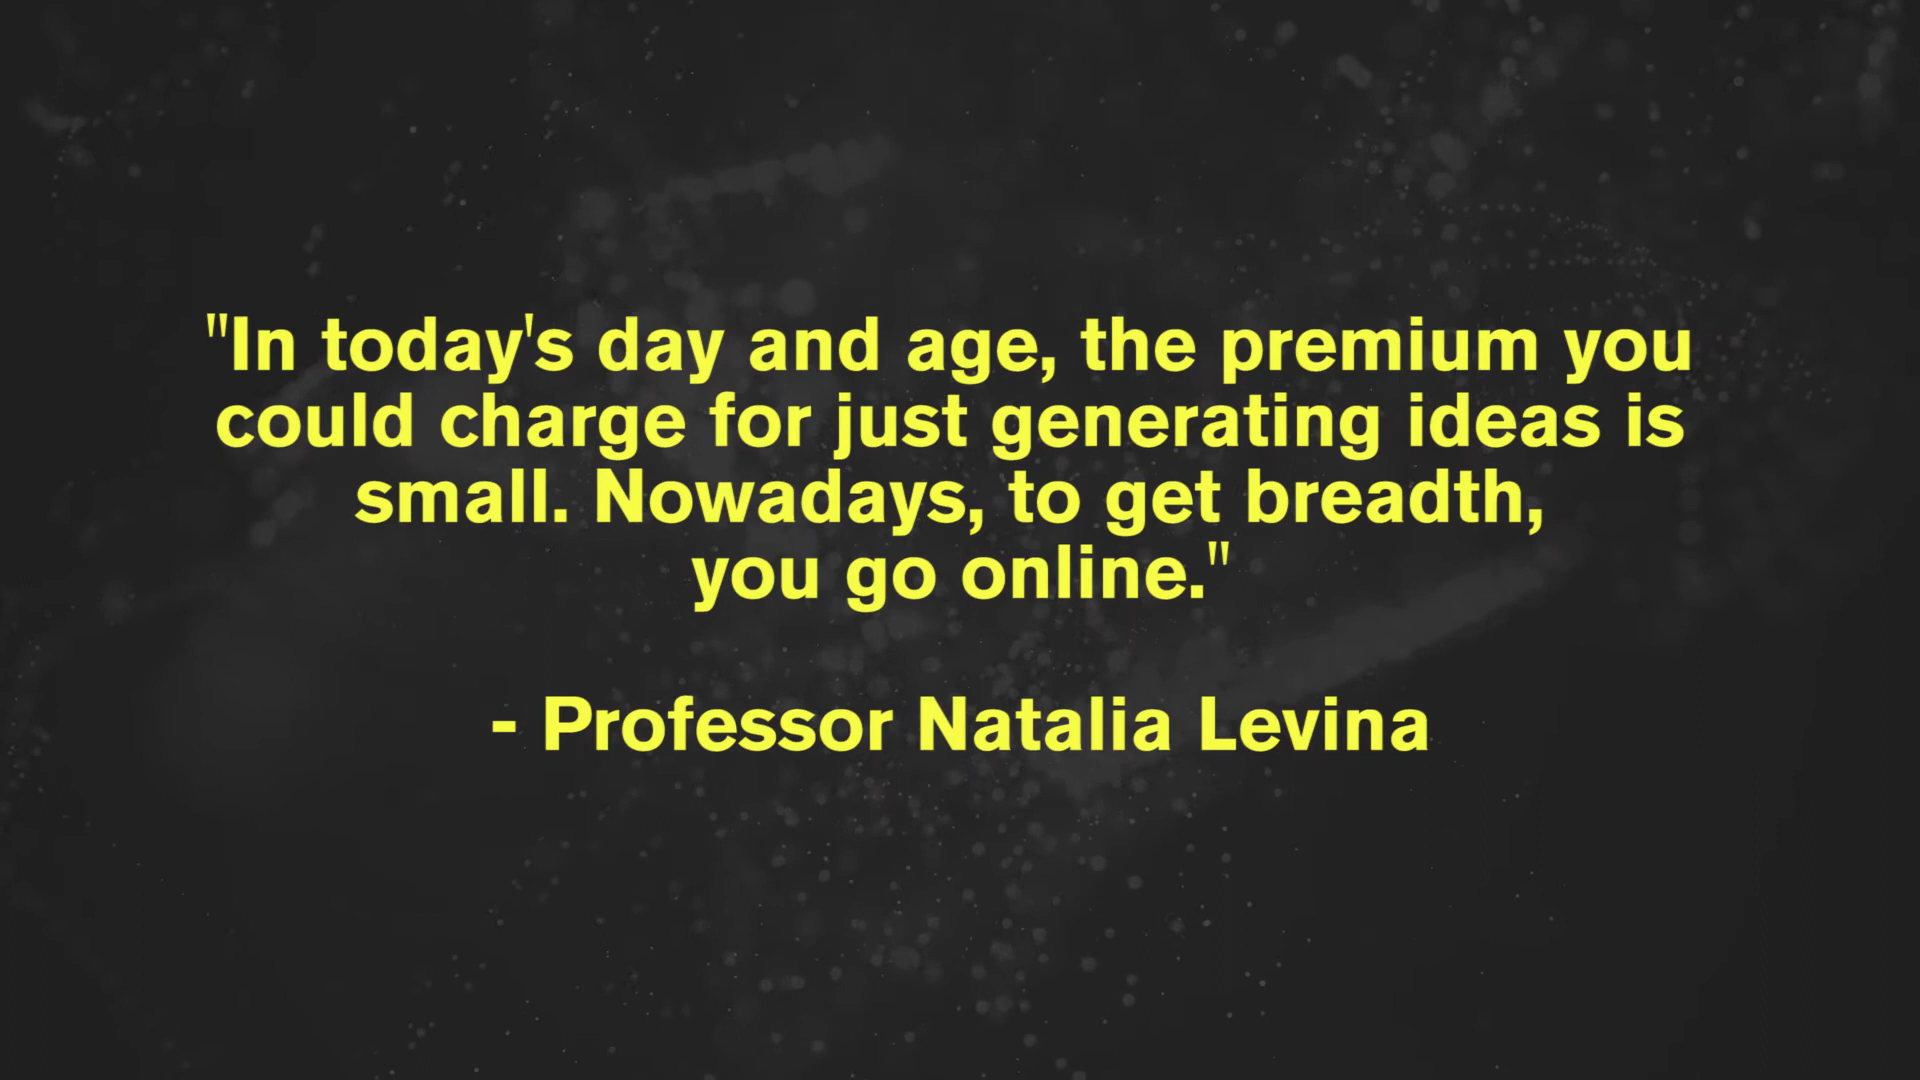 "In today's day and age, the premium you
could charge for just generating ideas is
small. Nowadays, to get breadth,
you go online."
- Professor Natalia Levina